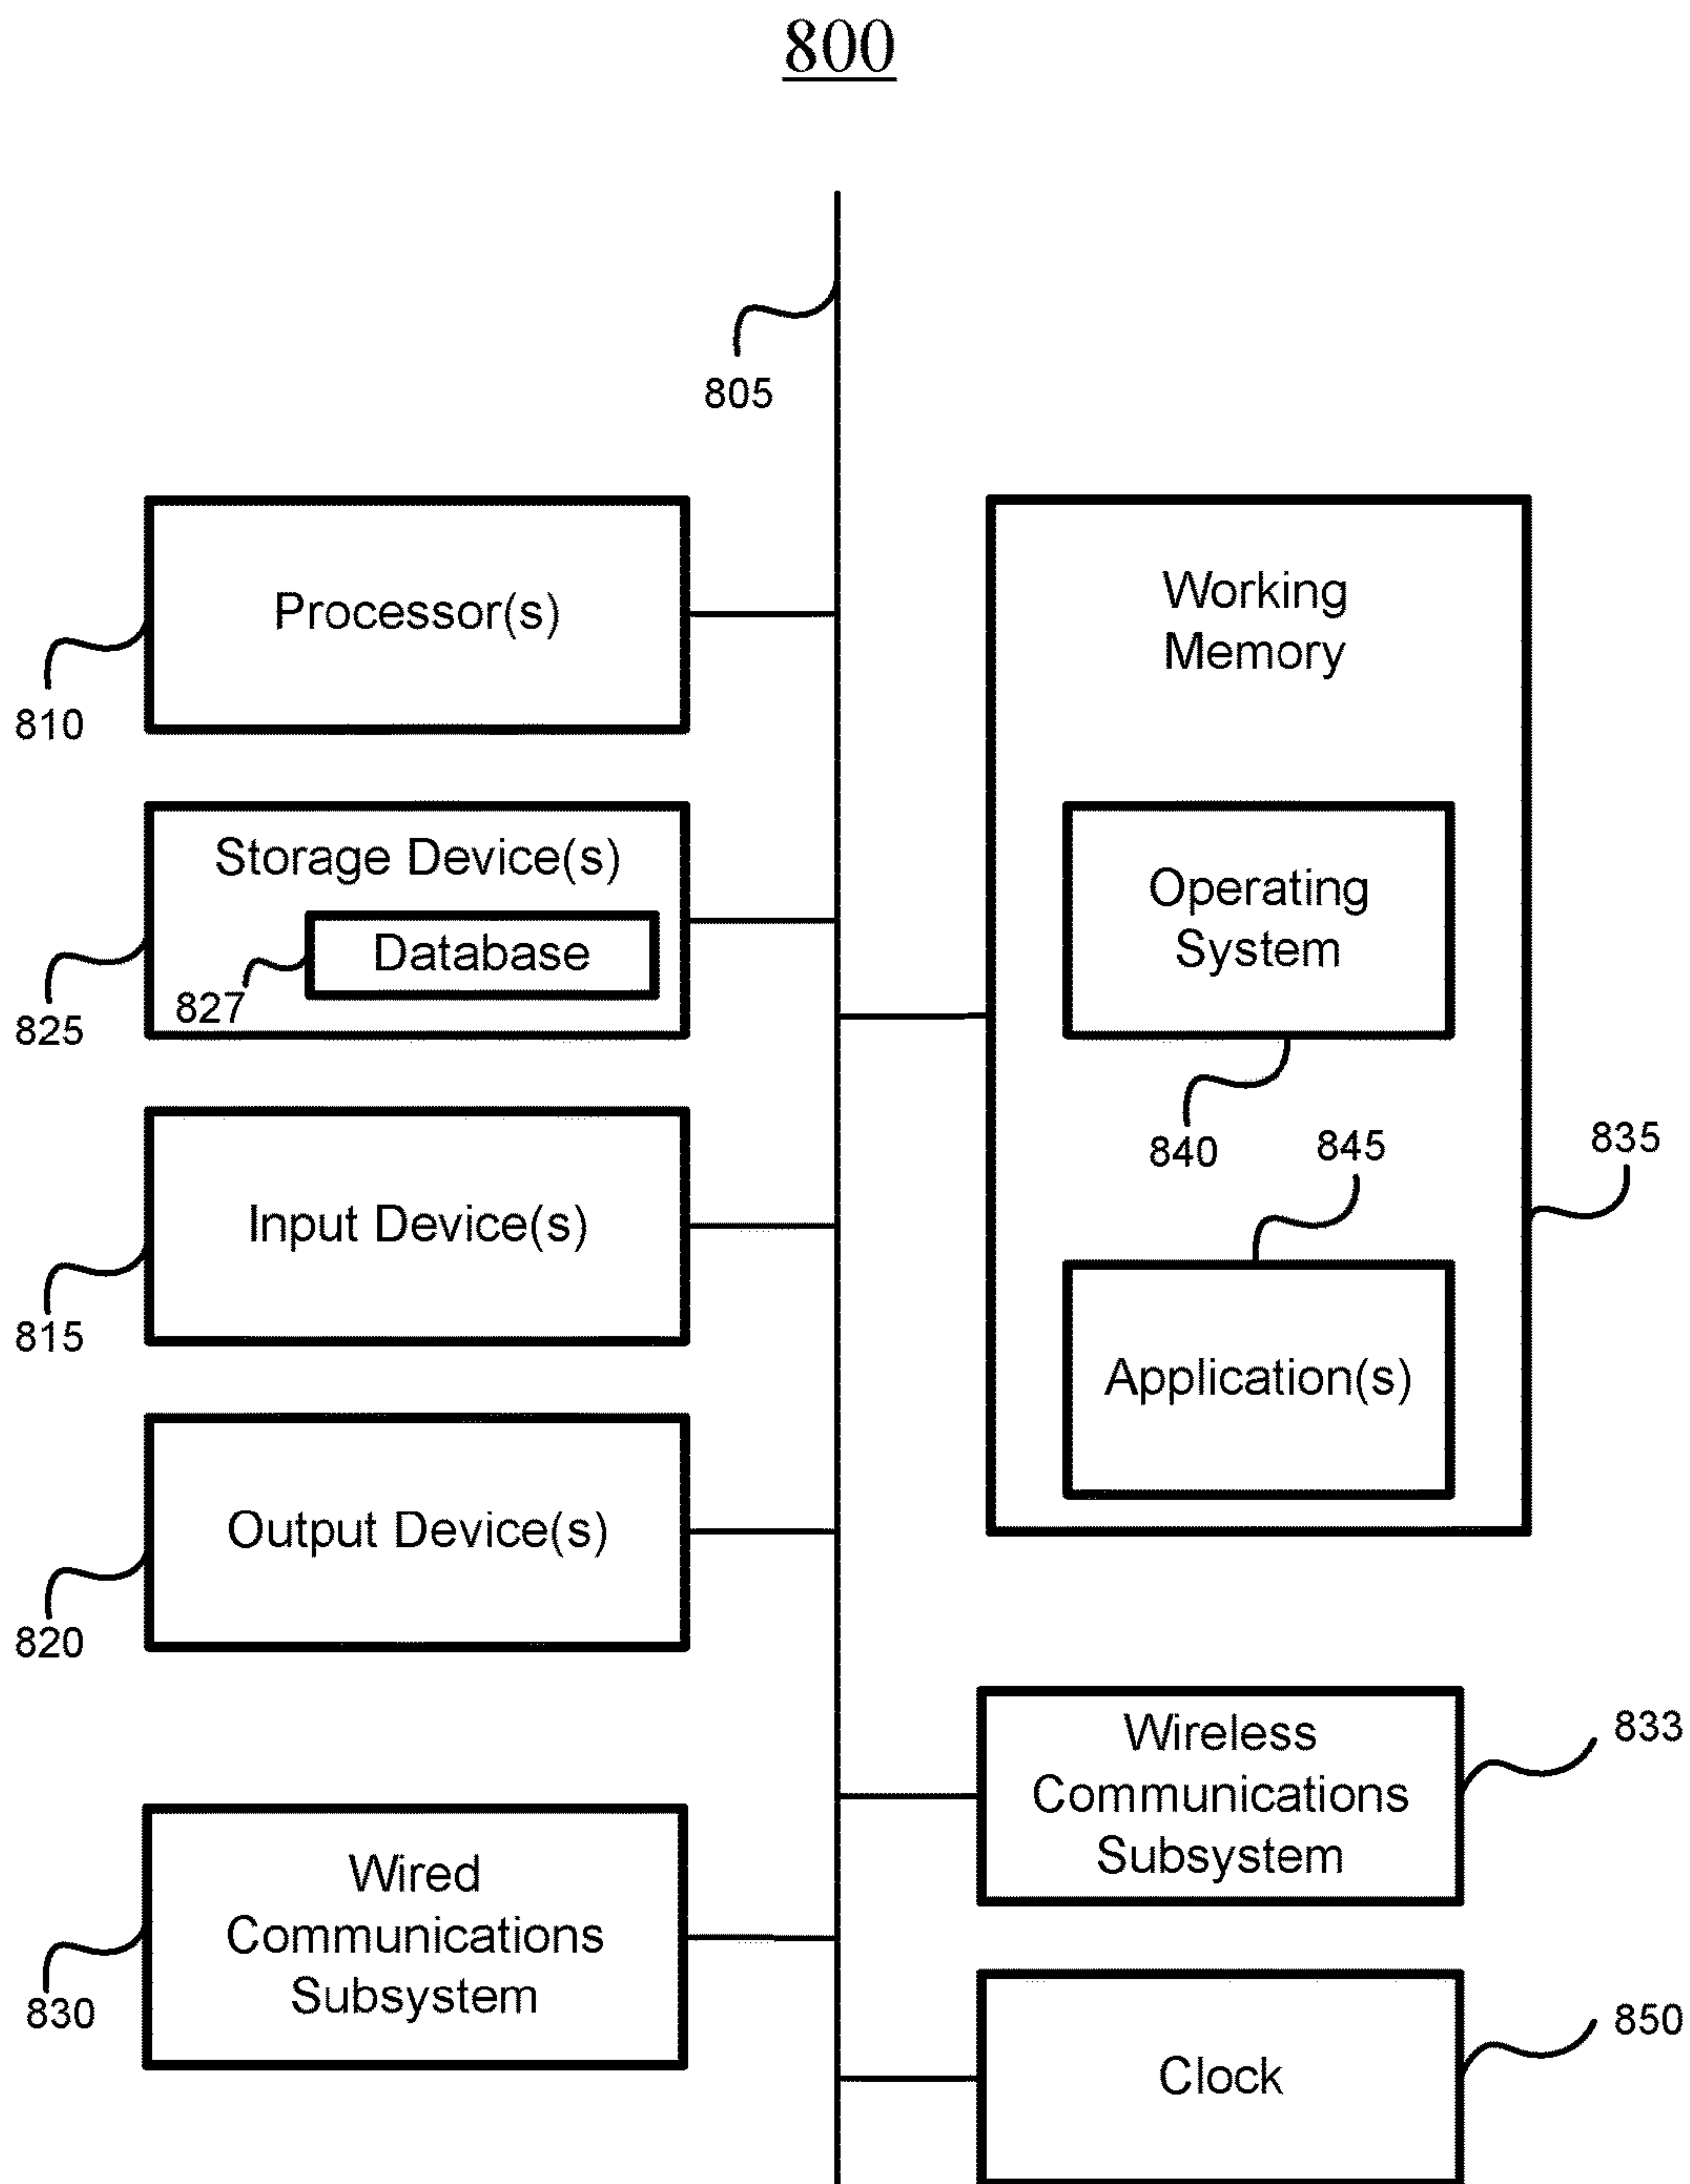 800
805
Processor(s)
810
Storage Device(s)
Database
827
825
Input Device(s)
815
Output Device(s)
820
Wired
Communications
Subsystem
830
Working
Memory
Operating
System
840
845
835
Application(s)
Wireless
Communications
Subsystem
833
Clock
850